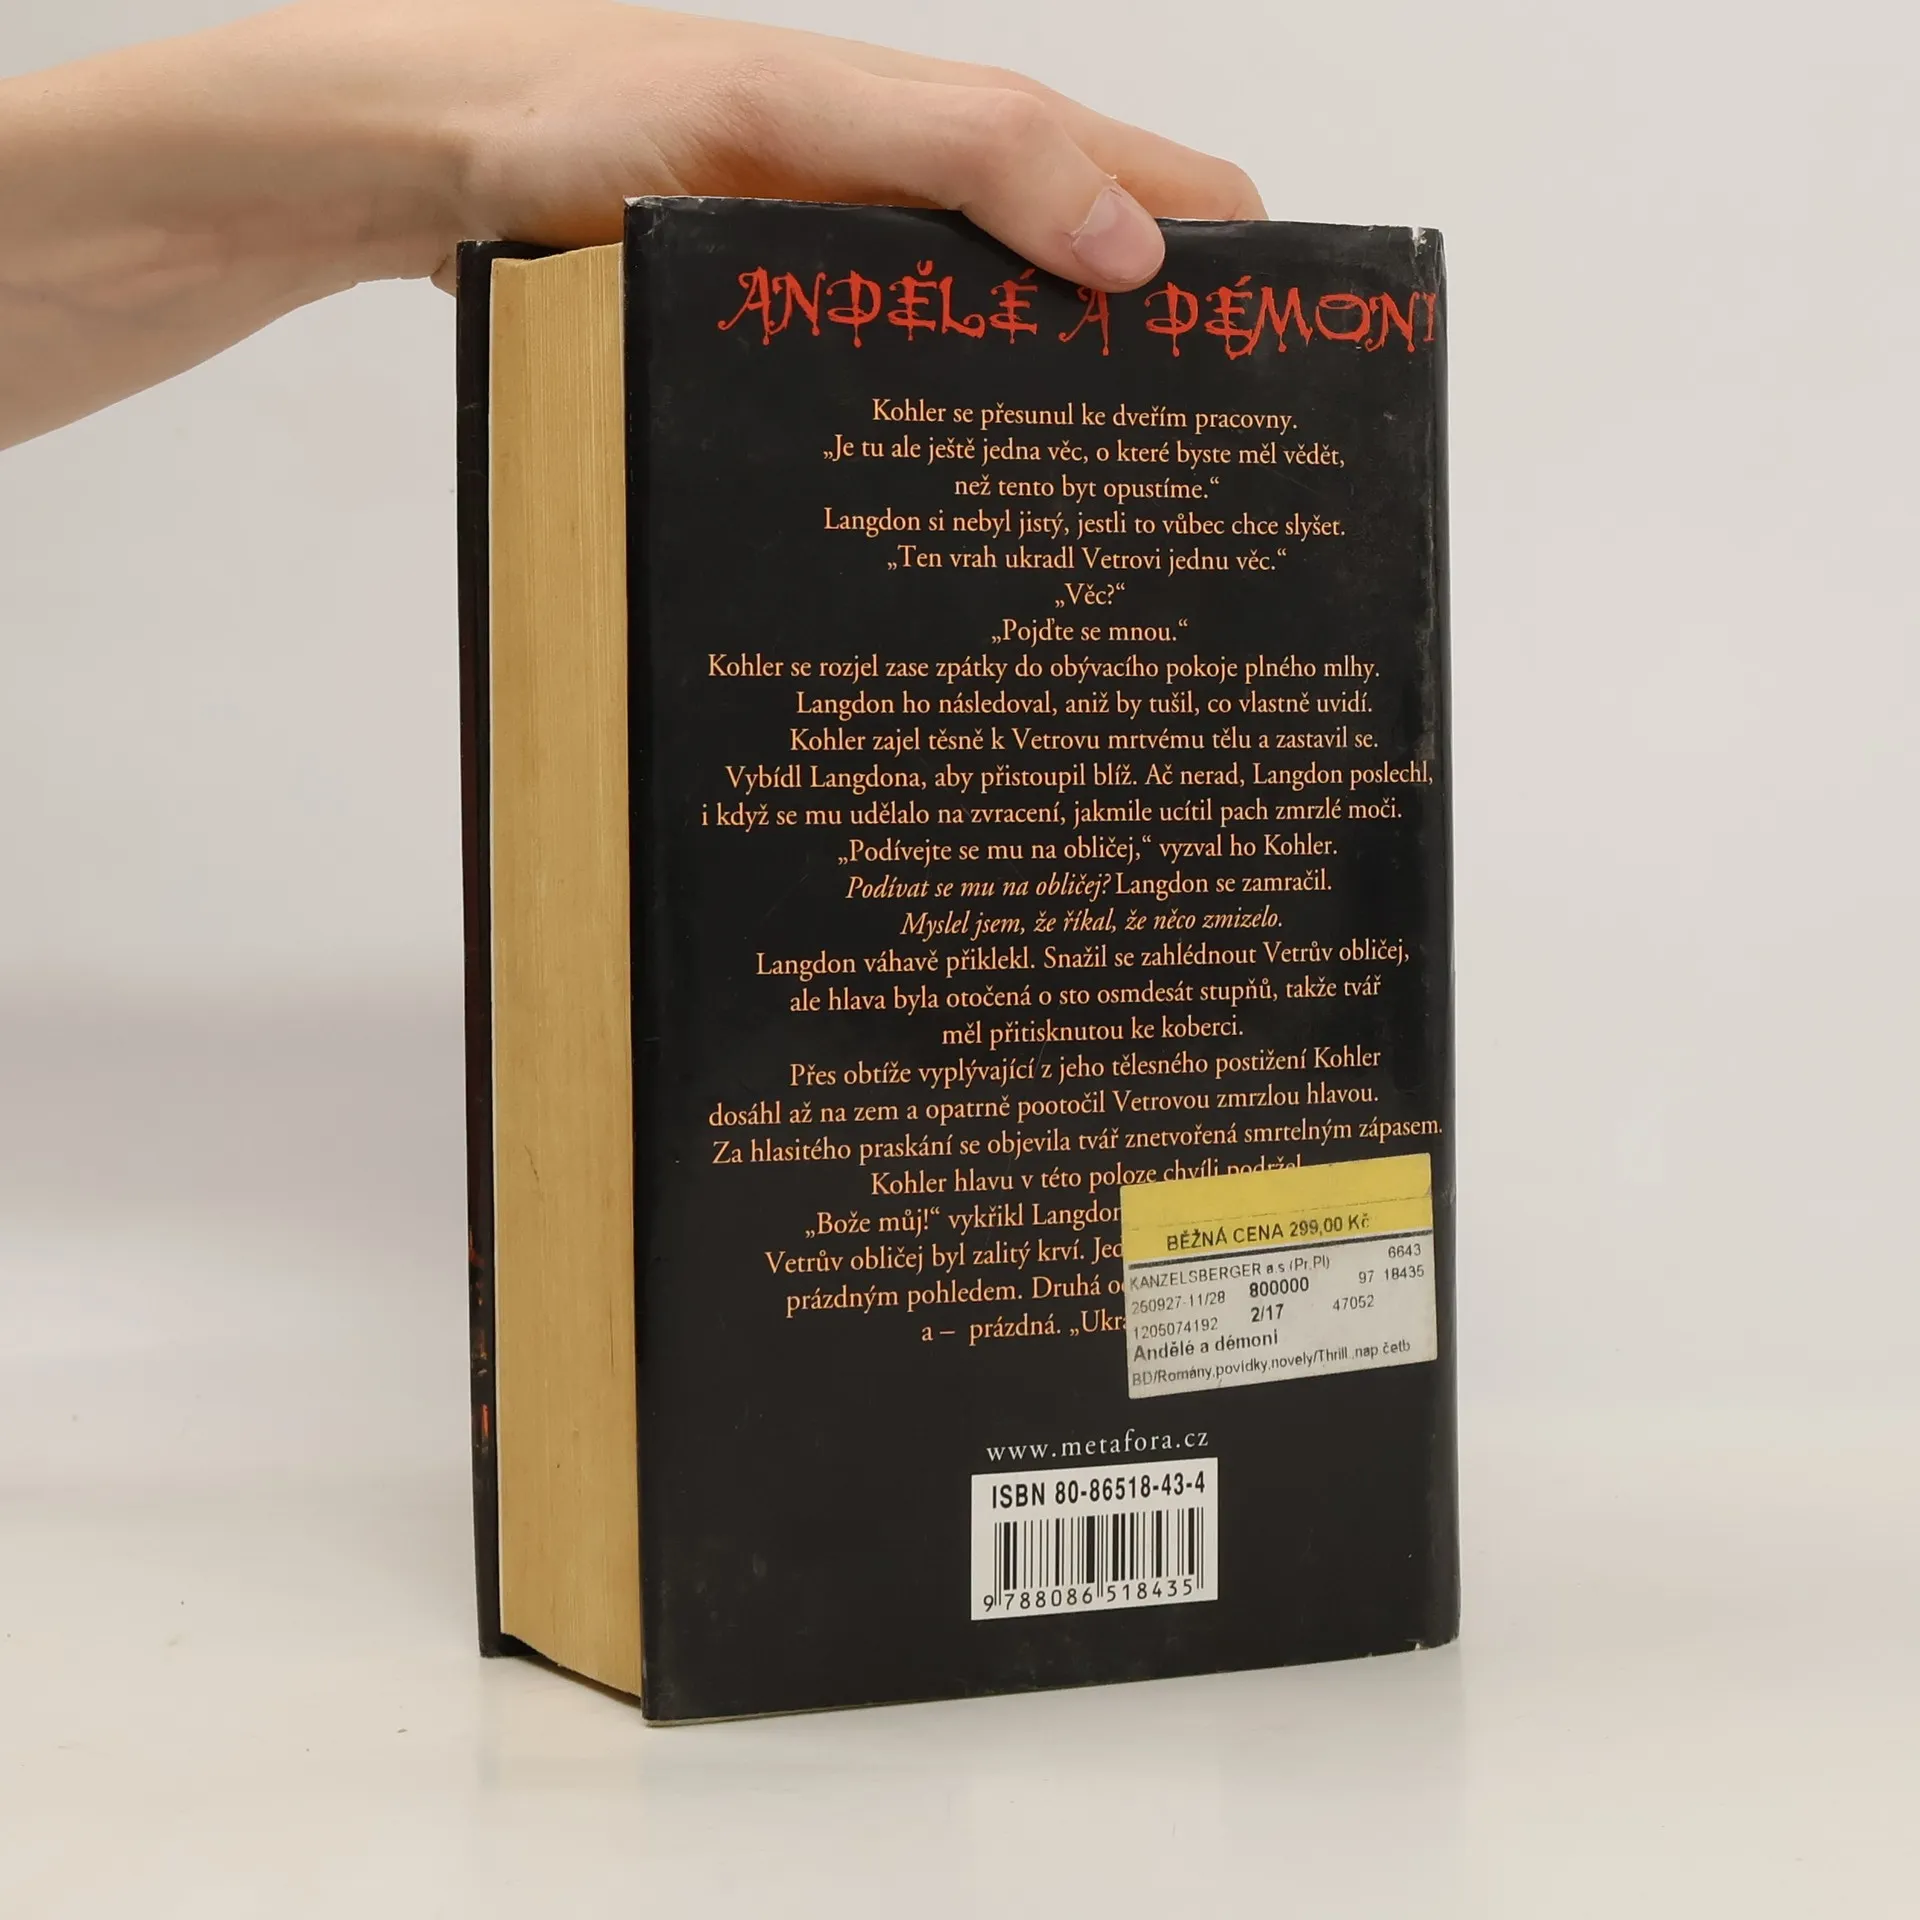 ANDĚLÉ A DÉMONI
Kohler se přesunul ke dveřím pracovny.
„Je tu ale ještě jedna věc, o které byste měl vědět,
než tento byt opustíme.“
Langdon si nebyl jistý, jestli to vůbec chce slyšet.
„Ten vrah ukradl Vetrovi jednu věc.“
„Věc?“
„Pojďte se mnou.“
Kohler se rozjel zase zpátky do obývacího pokoje plného mlhy.
Langdon ho následoval, aniž by tušil, co vlastně uvidí.
Kohler zajel těsně k Vetrovu mrtvému tělu a zastavil se.
Vybídl Langdona, aby přistoupil blíž. Ač nerad, Langdon poslechl,
i když se mu udělalo na zvracení, jakmile ucítil pach zmrzlé moči.
„Podívejte se mu na obličej,“ vyzval ho Kohler.
Podívat se mu na obličej? Langdon se zamračil.
Myslel jsem, že říkal, že něco zmizelo.
Langdon váhavě přiklekl. Snažil se zahlédnout Vetrův obličej,
ale hlava byla otočená o sto osmdesát stupňů, takže tvář
měl přitisknutou ke koberci.
Přes obtíže vyplývající z jeho tělesného postižení Kohler
dosáhl až na zem a opatrně pootočil Vetrovou zmrzlou hlavou.
Za hlasitého praskání se objevila tvář znetvořená smrtelným zápasem.
Kohler hlavu v této poloze chvíli podržel
„Bože můj!“ vykřikl Langdon
Vetrův obličej byl zalitý krví. Jed
prázdným pohledem. Druhá
a – prázdná. „Ukra
BĚŽNÁ CENA 299,00 Kč
KANZELSBERGER a.s (Pr.Pl) 6643
250927-11/28 800000 97 18435
1205074192 2/17 47052
Andělé a démoni
BD/Romány,povídky,novely/Thrill.,nap četb
www.metafora.cz
ISBN 80-86518-43-4
9 788086 518435